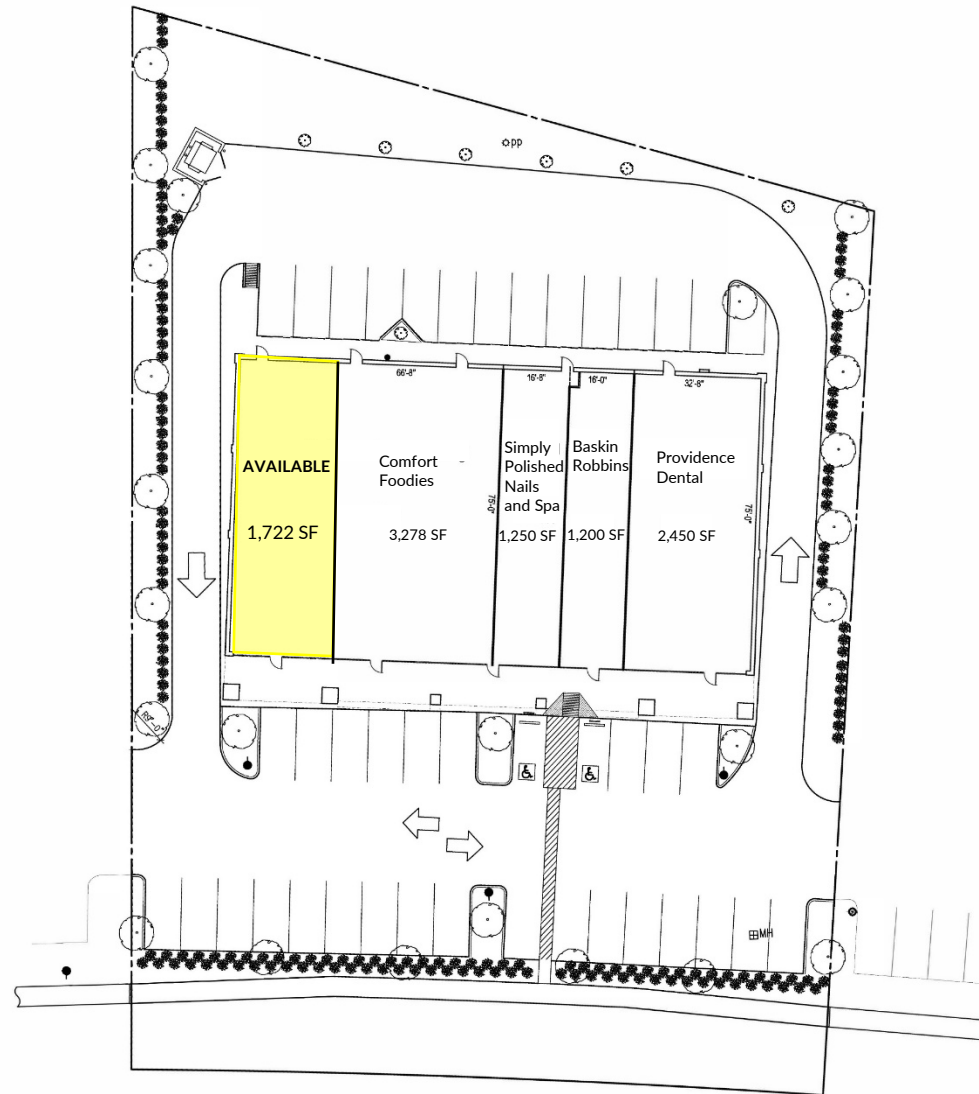 PP
66'-8"
16'-8"
16'-0"
32'-8"
AVAILABLE
1,722 SF
Comfort
Foodies
3,278 SF
75'-0"
Simply
Polished
Nails
and Spa
1,250 SF
Baskin
Robbins
1,200 SF
Providence
Dental
2,450 SF
75'-0"
MH